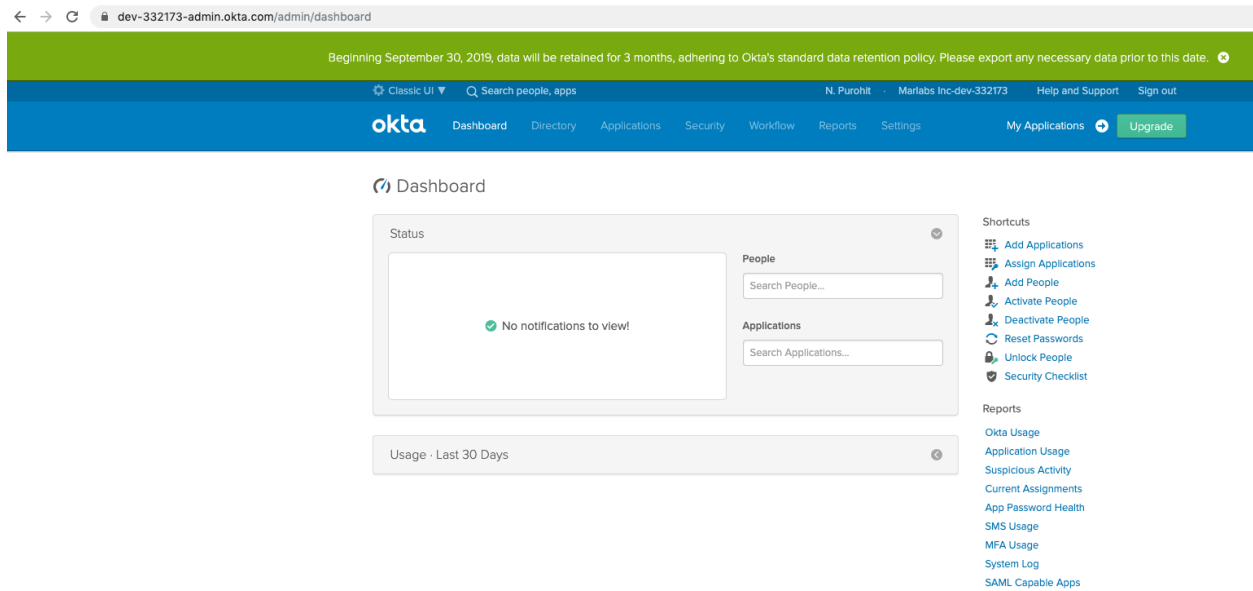 dev-332173-admin.okta.com/admin/dashboard
Beginning September 30, 2019, data will be retained for 3 months, adhering to Okta's standard data retention policy. Please export any necessary data prior to this date.
Classic UI ▼ Search people, apps N. Purohit · Marlabs Inc-dev-332173 Help and Support Sign out
okta Dashboard Directory Applications Security Workflow Reports Settings My Applications Upgrade
Dashboard
Status
People
Search People...
No notifications to view!
Applications
Search Applications...
Usage · Last 30 Days
Shortcuts
Add Applications
Assign Applications
Add People
Activate People
Deactivate People
Reset Passwords
Unlock People
Security Checklist
Reports
Okta Usage
Application Usage
Suspicious Activity
Current Assignments
App Password Health
SMS Usage
MFA Usage
System Log
SAML Capable Apps